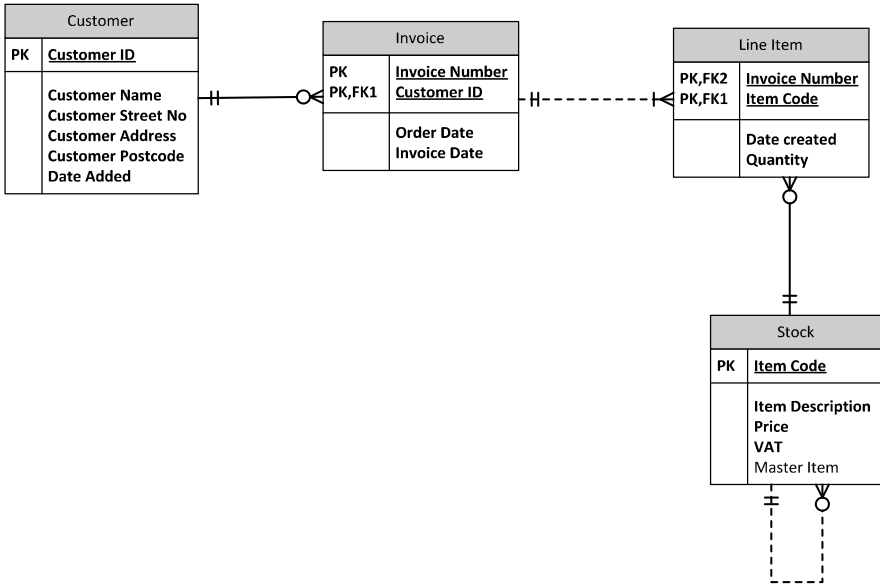 Customer
PK Customer ID
Customer Name
Customer Street No
Customer Address
Customer Postcode
Date Added
Invoice
PK Invoice Number
PK,FK1 Customer ID
Order Date
Invoice Date
Line Item
PK,FK2 Invoice Number
PK,FK1 Item Code
Date created
Quantity
Stock
PK Item Code
Item Description
Price
VAT
Master Item